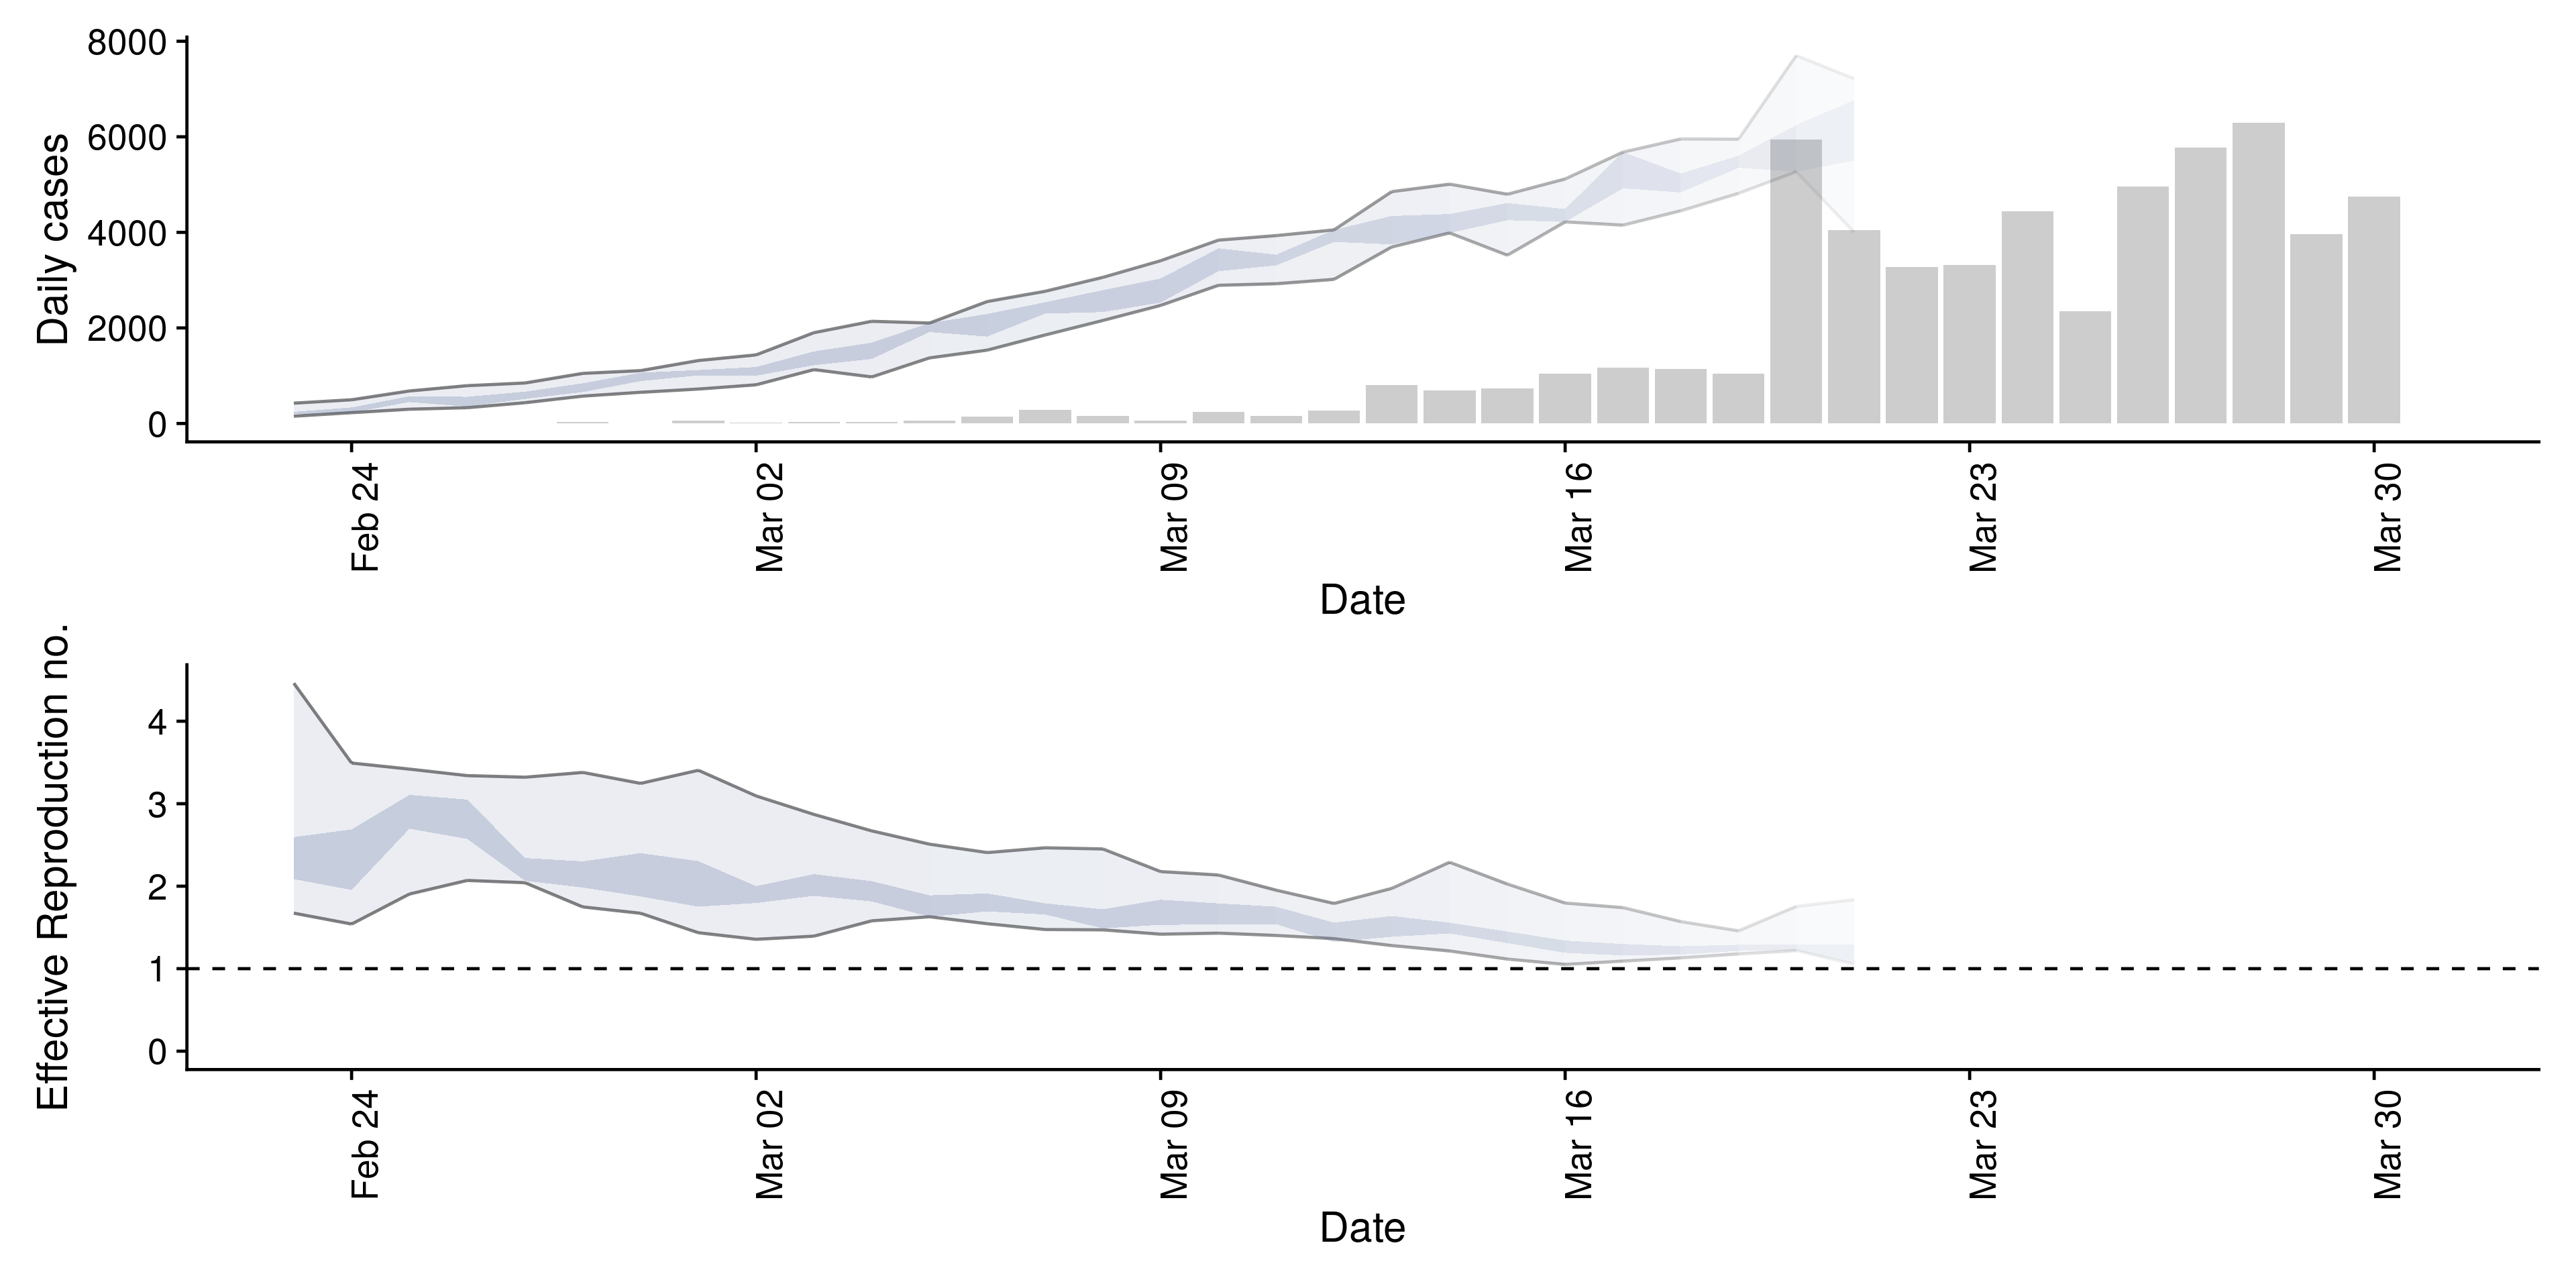 Daily cases
8000
6000
4000
2000
0
Feb 24
Mar 02
Mar 09
Mar 16
Mar 23
Mar 30
Date
Effective Reproduction no.
4
3
2
1
0
Feb 24
Mar 02
Mar 09
Mar 16
Mar 23
Mar 30
Date